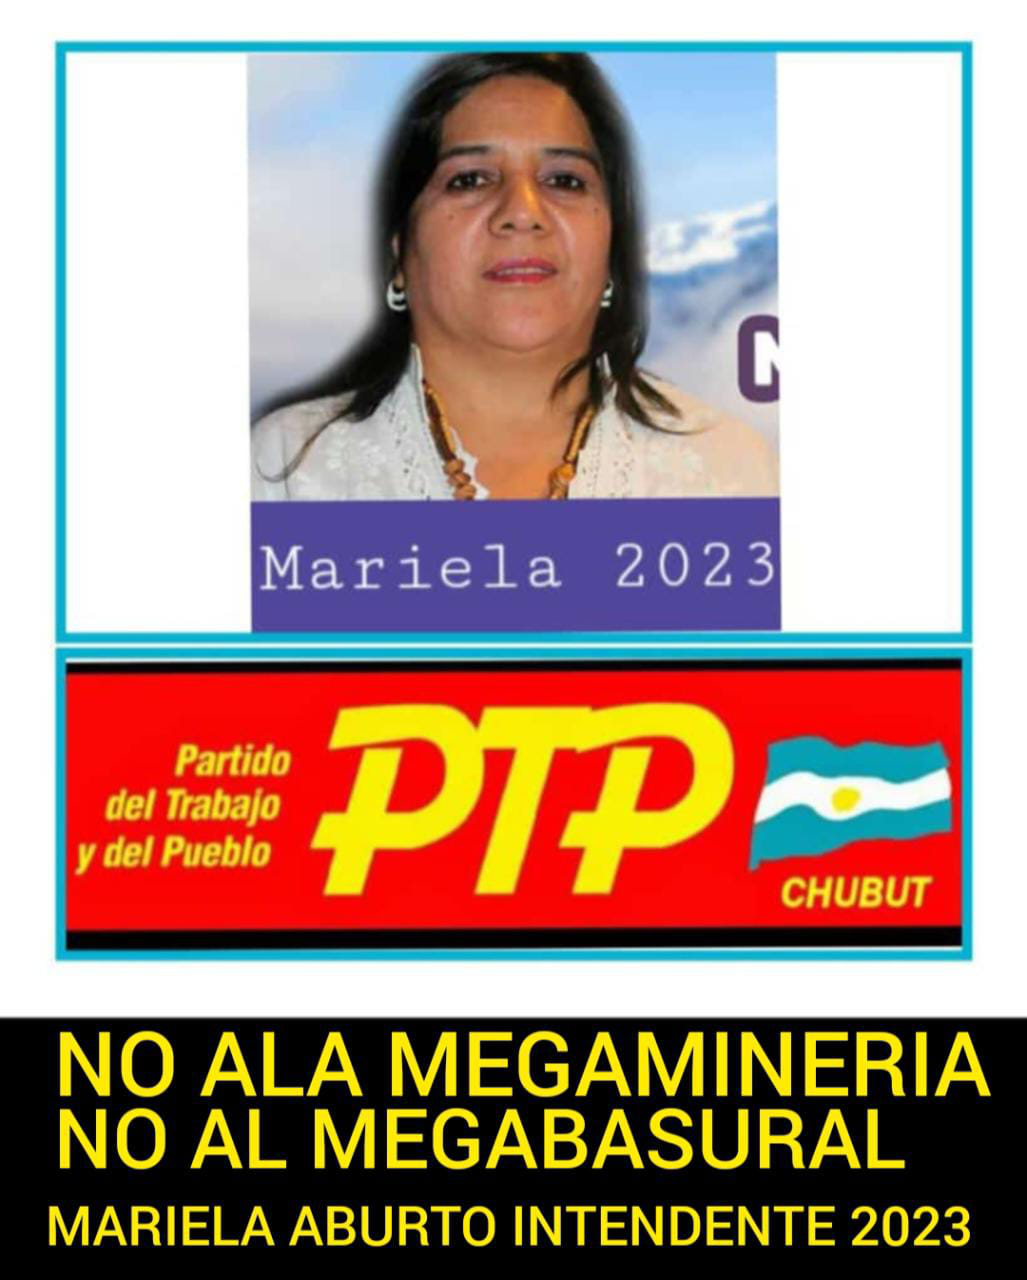 Mariela 2023
Partido
del Trabajo
y del Pueblo
PTP
CHUBUT
NO ALA MEGAMINERIA
NO AL MEGABASURAL
MARIELA ABURTO INTENDENTE 2023